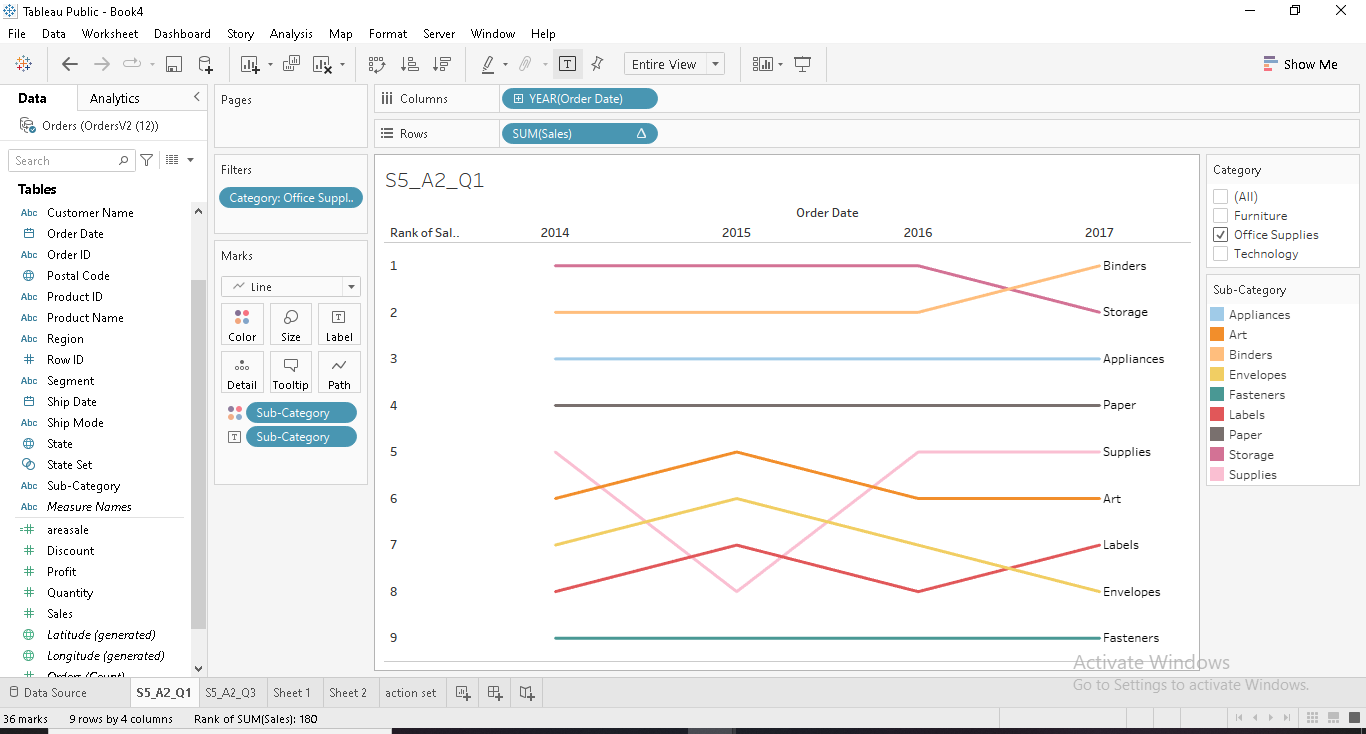 Tableau Public - Book4
File Data Worksheet Dashboard Story Analysis Map Format Server Window Help
Entire View
Show Me
Data Analytics
Orders (OrdersV2 (12))
Search
Tables
Abc Customer Name
Order Date
Abc Order ID
Postal Code
Abc Product ID
Abc Product Name
Abc Region
# Row ID
Abc Segment
Ship Date
Abc Ship Mode
State
State Set
Abc Sub-Category
Abc Measure Names
=# areasale
# Discount
# Profit
# Quantity
# Sales
Latitude (generated)
Longitude (generated)
# Orders (Count)
Pages
Filters
Category: Office Suppl..
Marks
Line
Color Size Label
Detail Tooltip Path
Sub-Category
Sub-Category
Columns YEAR(Order Date)
Rows SUM(Sales) Δ
S5_A2_Q1
Order Date
Rank of Sal.. 2014 2015 2016 2017
1 Binders
2 Storage
3 Appliances
4 Paper
5 Supplies
6 Art
7 Labels
8 Envelopes
9 Fasteners
Category
(All)
Furniture
Office Supplies
Technology
Sub-Category
Appliances
Art
Binders
Envelopes
Fasteners
Labels
Paper
Storage
Supplies
Activate Windows
Go to Settings to activate Windows.
Data Source S5_A2_Q1 S5_A2_Q3 Sheet 1 Sheet 2 action set
36 marks 9 rows by 4 columns Rank of SUM(Sales): 180